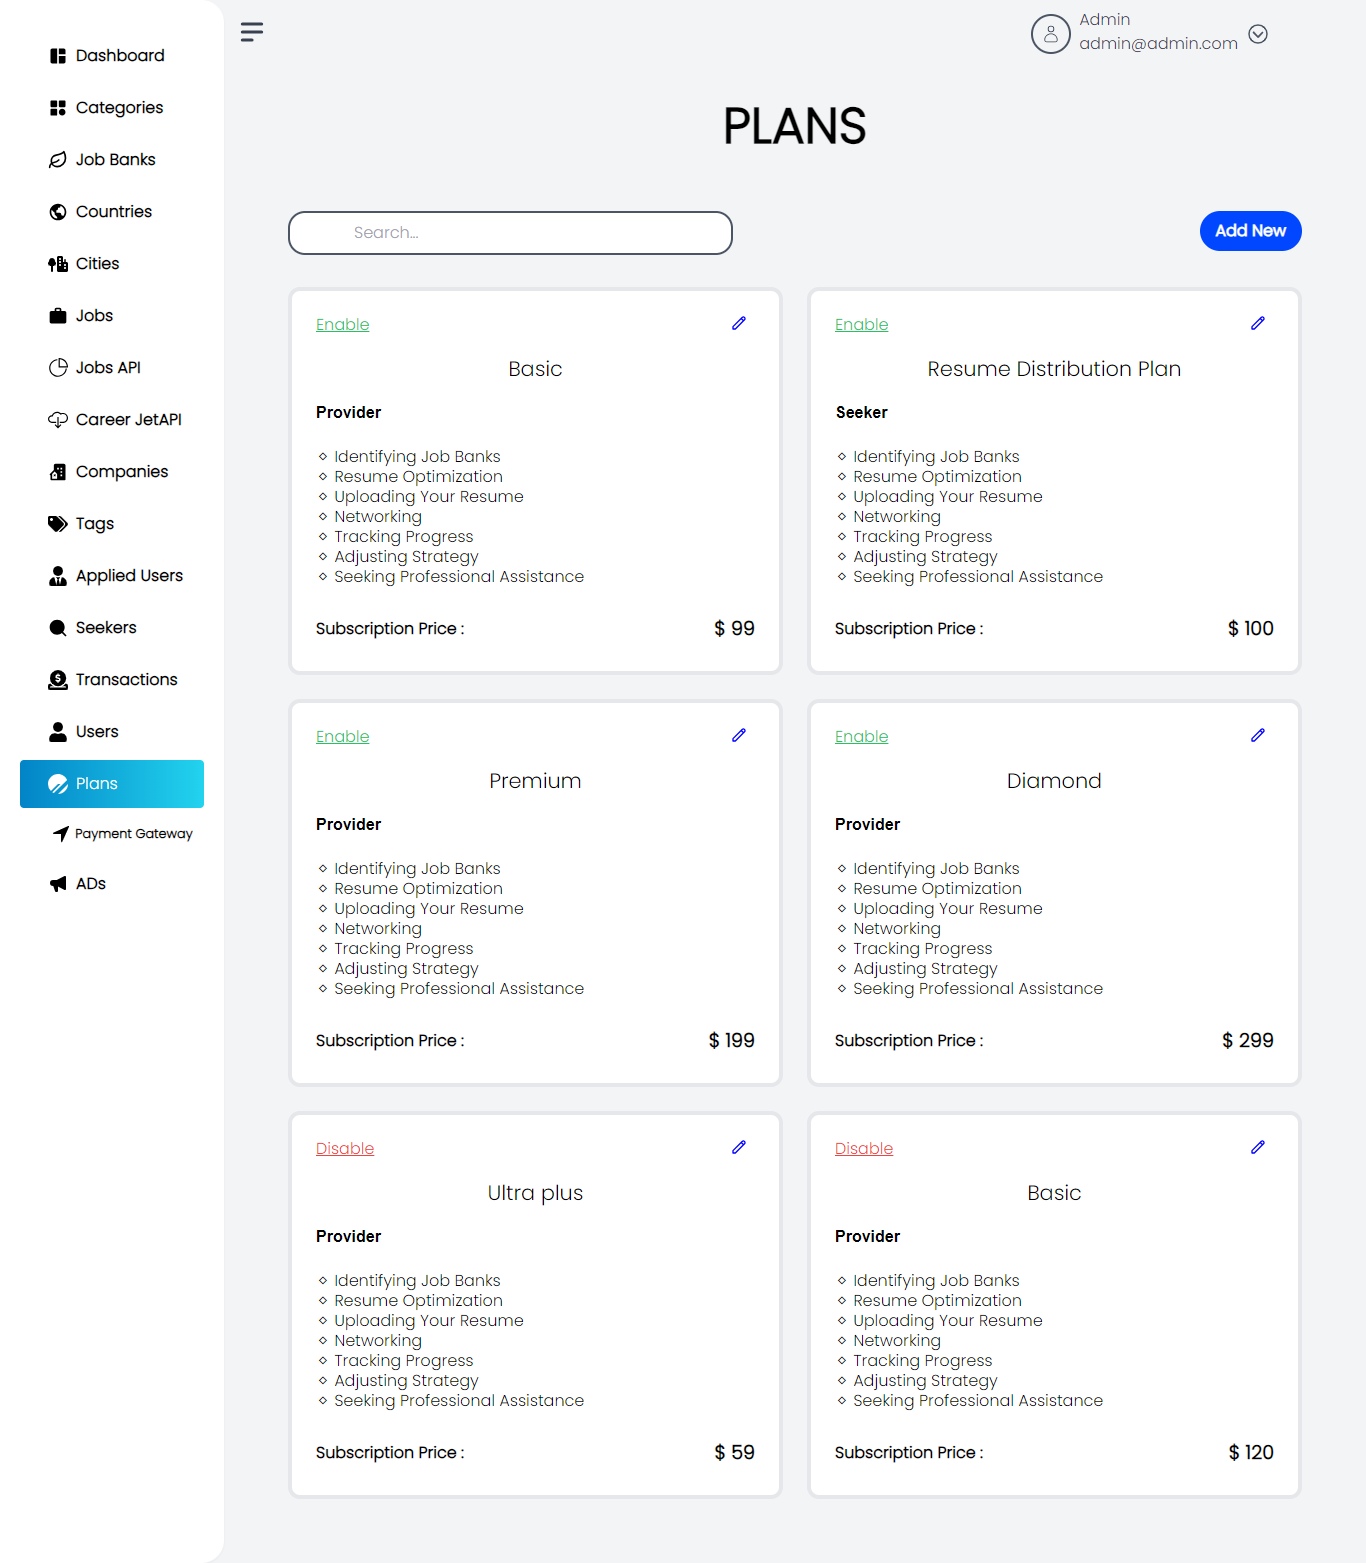 Dashboard
Categories
Job Banks
Countries
Cities
Jobs
Jobs API
Career JetAPI
Companies
Tags
Applied Users
Seekers
Transactions
Users
Plans
Payment Gateway
ADs
Admin
admin@admin.com
PLANS
Search...
Add New
Enable
Basic
Provider
Identifying Job Banks
Resume Optimization
Uploading Your Resume
Networking
Tracking Progress
Adjusting Strategy
Seeking Professional Assistance
Subscription Price : $ 99
Enable
Resume Distribution Plan
Seeker
Identifying Job Banks
Resume Optimization
Uploading Your Resume
Networking
Tracking Progress
Adjusting Strategy
Seeking Professional Assistance
Subscription Price : $ 100
Enable
Premium
Provider
Identifying Job Banks
Resume Optimization
Uploading Your Resume
Networking
Tracking Progress
Adjusting Strategy
Seeking Professional Assistance
Subscription Price : $ 199
Enable
Diamond
Provider
Identifying Job Banks
Resume Optimization
Uploading Your Resume
Networking
Tracking Progress
Adjusting Strategy
Seeking Professional Assistance
Subscription Price : $ 299
Disable
Ultra plus
Provider
Identifying Job Banks
Resume Optimization
Uploading Your Resume
Networking
Tracking Progress
Adjusting Strategy
Seeking Professional Assistance
Subscription Price : $ 59
Disable
Basic
Provider
Identifying Job Banks
Resume Optimization
Uploading Your Resume
Networking
Tracking Progress
Adjusting Strategy
Seeking Professional Assistance
Subscription Price : $ 120